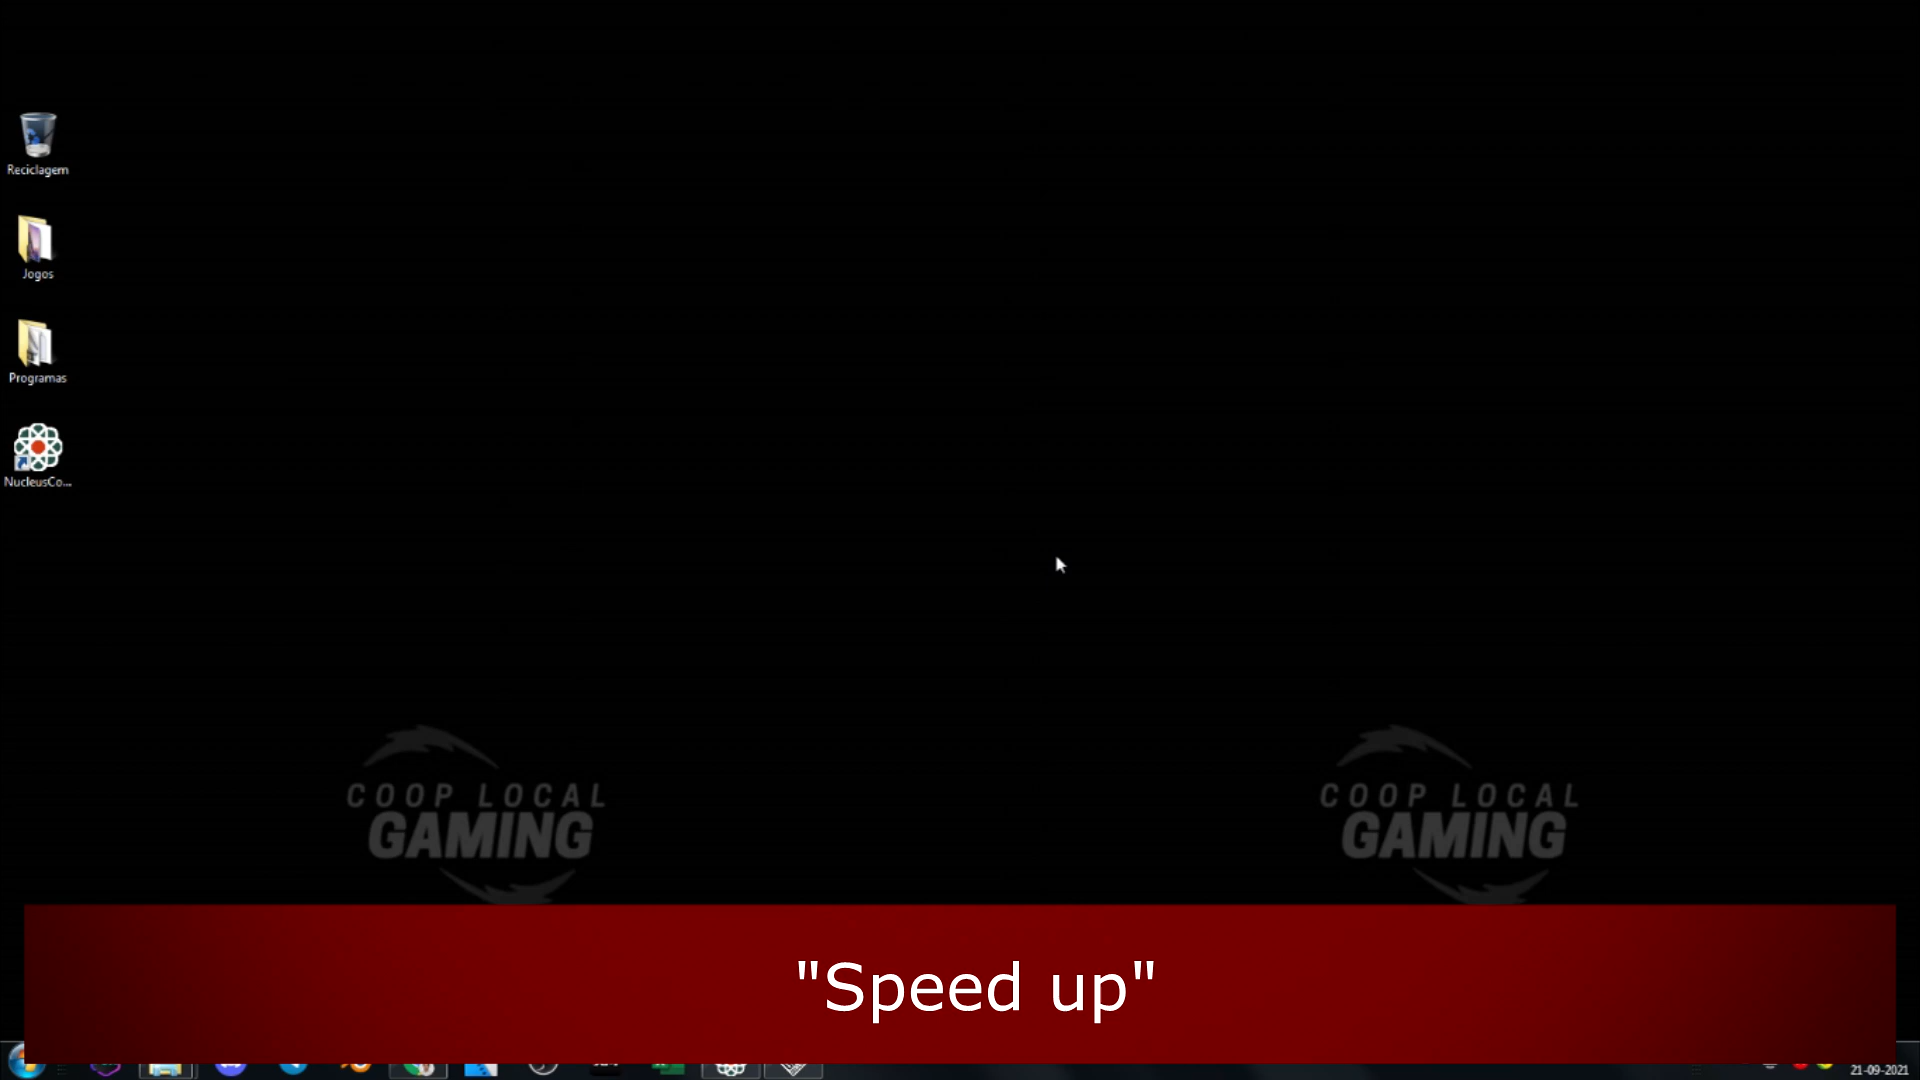 Reciclagem
Jogos
Programas
NucleusCo...
COOP LOCAL
GAMING
COOP LOCAL
GAMING
"Speed up"
21-09-2021